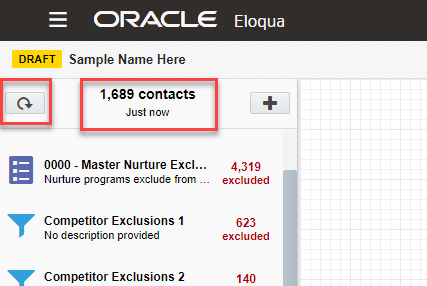 ORACLE Eloqua
DRAFT Sample Name Here
1,689 contacts
Just now
0000 - Master Nurture Excl... 4,319
Nurture programs exclude from ... excluded
Competitor Exclusions 1 623
No description provided excluded
Competitor Exclusions 2 140